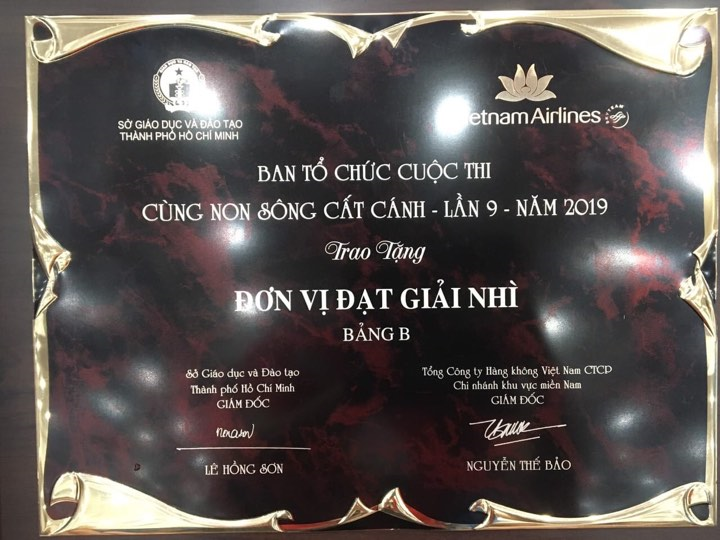 SỞ GIÁO DỤC VÀ ĐÀO TẠO
THÀNH PHỐ HỒ CHÍ MINH
Vietnam Airlines
BAN TỔ CHỨC CUỘC THI
CÙNG NON SÔNG CẤT CÁNH - LẦN 9 - NĂM 2019
Trao Tặng
ĐƠN VỊ ĐẠT GIẢI NHÌ
BẢNG B
Sở Giáo dục và Đào tạo
Thành phố Hồ Chí Minh
GIÁM ĐỐC
LÊ HỒNG SƠN
Tổng Công ty Hàng không Việt Nam CTCP
Chi nhánh khu vực miền Nam
GIÁM ĐỐC
NGUYỄN THẾ BẢO